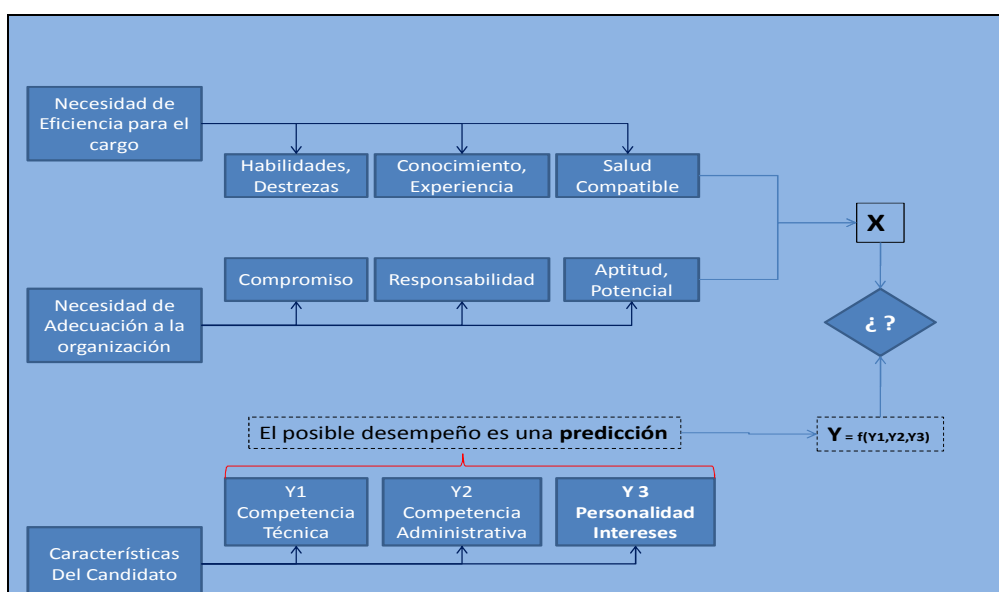 Necesidad de
Eficiencia para el
cargo
Habilidades,
Destrezas
Conocimiento,
Experiencia
Salud
Compatible
X
Compromiso
Responsabilidad
Aptitud,
Potencial
Necesidad de
Adecuación a la
organización
¿ ?
El posible desempeño es una predicción
Y = f(Y1,Y2,Y3)
Y1
Competencia
Técnica
Y2
Competencia
Administrativa
Y 3
Personalidad
Intereses
Características
Del Candidato